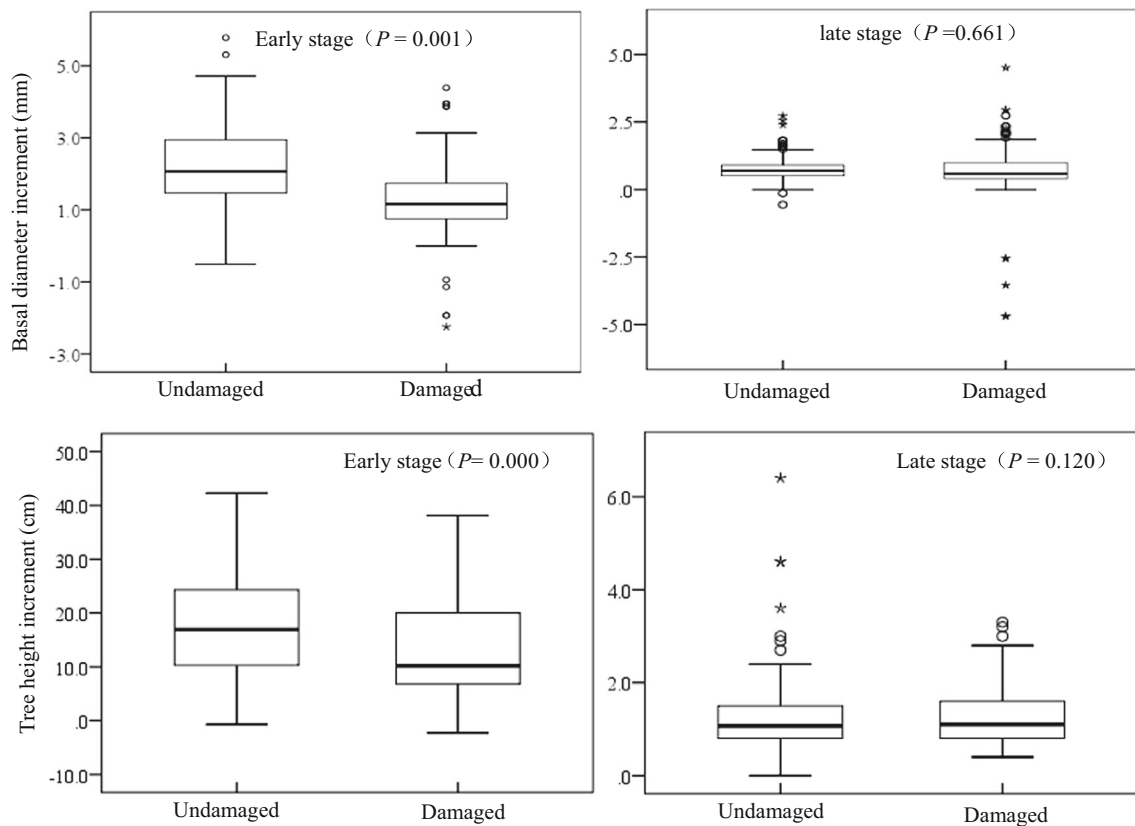 Early stage（P = 0.001）
Basal diameter increment (mm)
5.0
3.0
1.0
-1.0
-3.0
Undamaged
Damaged
late stage（P =0.661）
5.0
2.5
.0
-2.5
-5.0
Undamaged
Damaged
Early stage（P= 0.000）
Tree height increment (cm)
50.0
40.0
30.0
20.0
10.0
.0
-10.0
Undamaged
Damaged
Late stage（P = 0.120）
6.0
4.0
2.0
.0
Undamaged
Damaged